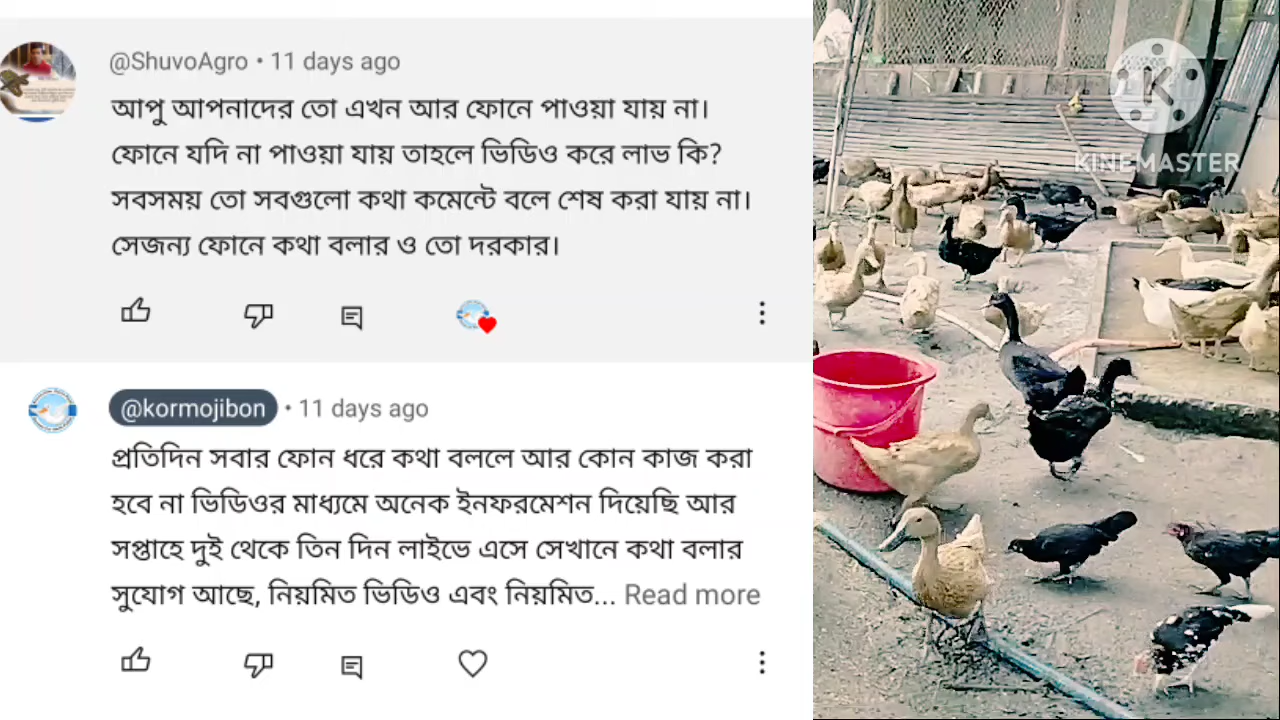 @ShuvoAgro • 11 days ago
আপু আপনাদের তো এখন আর ফোনে পাওয়া যায় না।
ফোনে যদি না পাওয়া যায় তাহলে ভিডিও করে লাভ কি?
সবসময় তো সবগুলো কথা কমেন্টে বলে শেষ করা যায় না।
সেজন্য ফোনে কথা বলার ও তো দরকার।
@kormojibon • 11 days ago
প্রতিদিন সবার ফোন ধরে কথা বললে আর কোন কাজ করা
হবে না ভিডিওর মাধ্যমে অনেক ইনফরমেশন দিয়েছি আর
সপ্তাহে দুই থেকে তিন দিন লাইভে এসে সেখানে কথা বলার
সুযোগ আছে, নিয়মিত ভিডিও এবং নিয়মিত... Read more
K
KINEMASTER